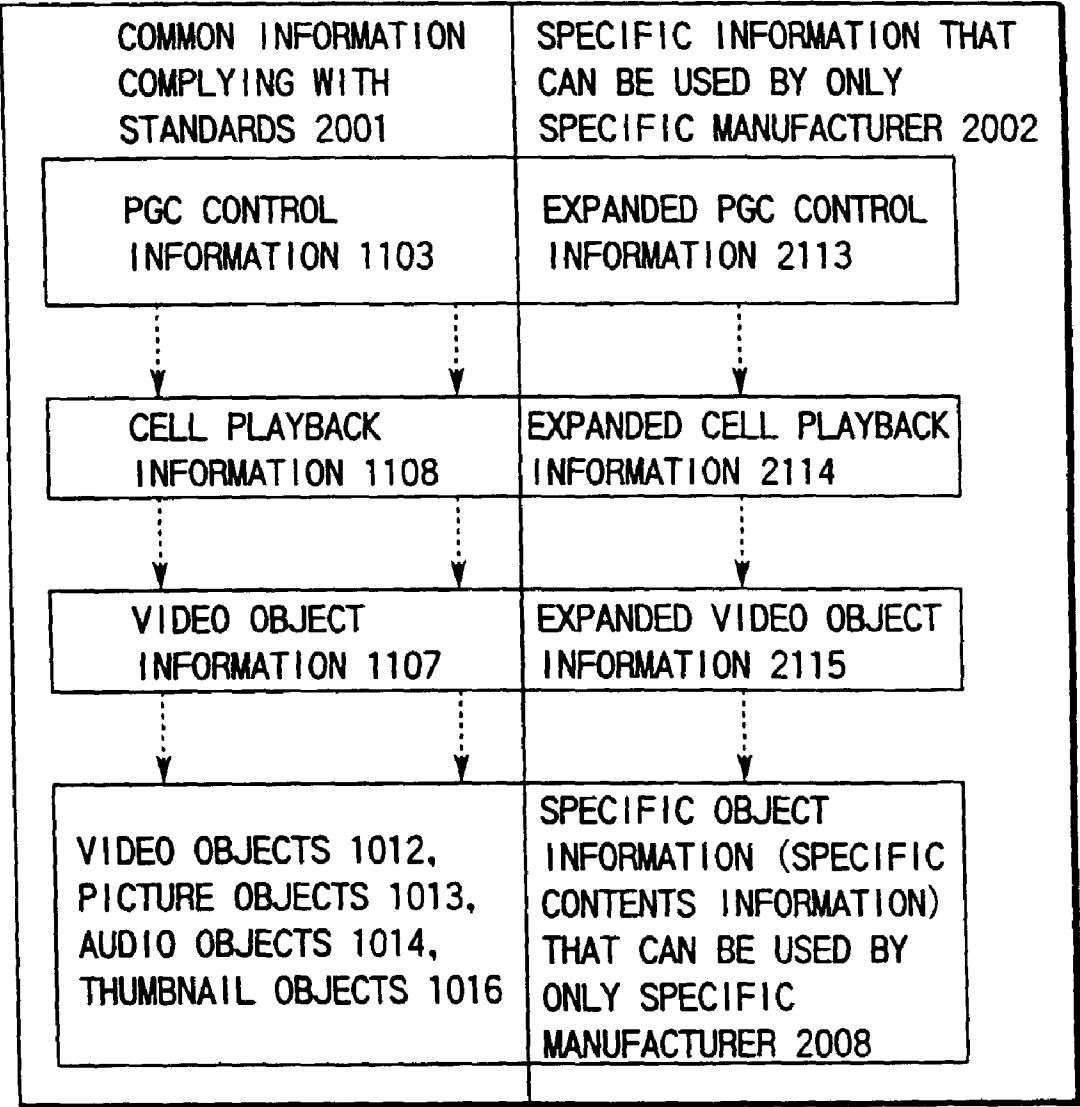 COMMON INFORMATION
COMPLYING WITH
STANDARDS 2001
SPECIFIC INFORMATION THAT
CAN BE USED BY ONLY
SPECIFIC MANUFACTURER 2002
PGC CONTROL
INFORMATION 1103
EXPANDED PGC CONTROL
INFORMATION 2113
CELL PLAYBACK
INFORMATION 1108
EXPANDED CELL PLAYBACK
INFORMATION 2114
VIDEO OBJECT
INFORMATION 1107
EXPANDED VIDEO OBJECT
INFORMATION 2115
VIDEO OBJECTS 1012,
PICTURE OBJECTS 1013,
AUDIO OBJECTS 1014,
THUMBNAIL OBJECTS 1016
SPECIFIC OBJECT
INFORMATION (SPECIFIC
CONTENTS INFORMATION)
THAT CAN BE USED BY
ONLY SPECIFIC
MANUFACTURER 2008